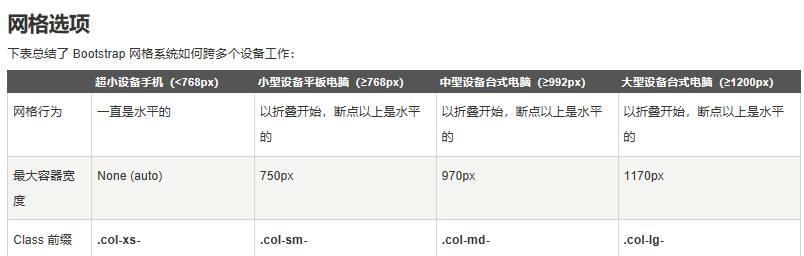 网格选项
下表总结了 Bootstrap 网格系统如何跨多个设备工作：
超小设备手机（<768px） 小型设备平板电脑（≥768px） 中型设备台式电脑（≥992px） 大型设备台式电脑（≥1200px）
网格行为 一直是水平的 以折叠开始，断点以上是水平 以折叠开始，断点以上是水平 以折叠开始，断点以上是水平
的 的 的
最大容器宽 None (auto) 750px 970px 1170px
度
Class 前缀 .col-xs- .col-sm- .col-md- .col-lg-